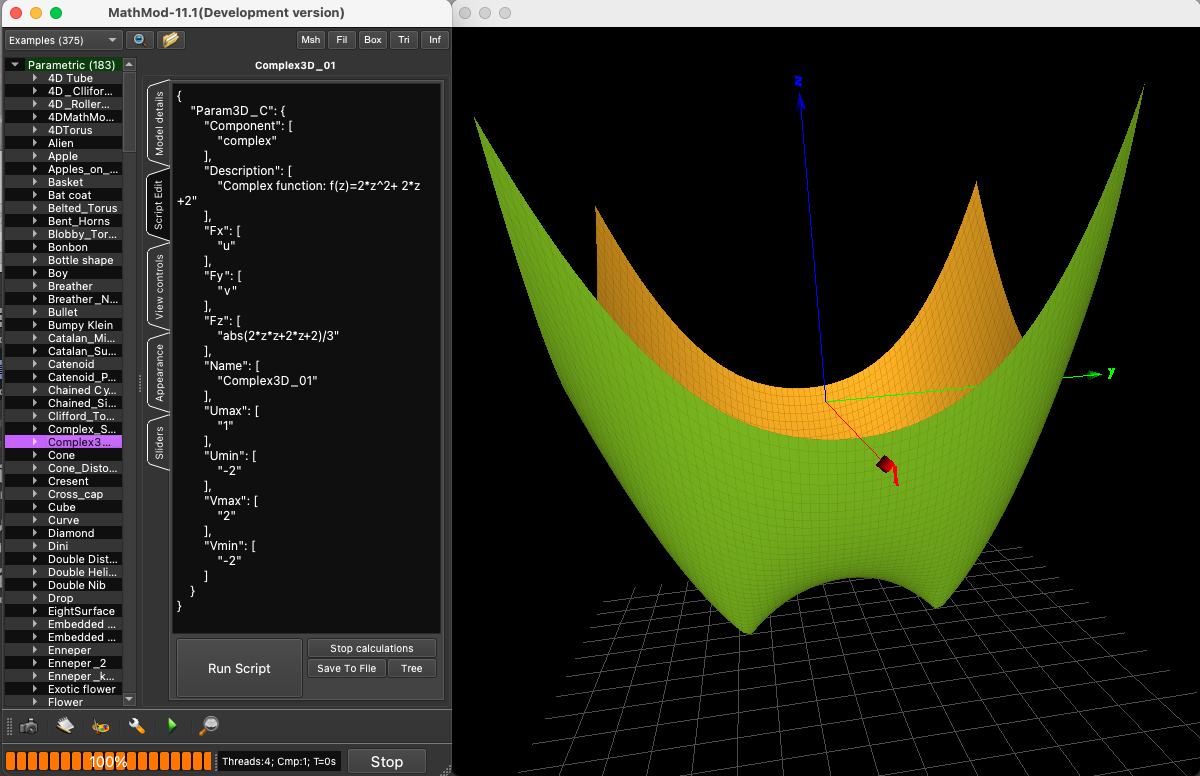 MathMod-11.1(Development version)
Examples (375)
Msh
Fil
Box
Tri
Inf
Parametric (183)
4D Tube
4D_Cllifor...
4D_Roller...
4DMathMo...
4DTorus
Alien
Apple
Apples_on_...
Basket
Bat coat
Belted_Torus
Bent_Horns
Blobby_Tor...
Bonbon
Bottle shape
Boy
Breather
Breather _N...
Bullet
Bumpy Klein
Catalan_Mi...
Catalan_Su...
Catenoid
Catenoid_P...
Chained Cy...
Chained_Si...
Clifford_To...
Complex_S...
Complex3 ...
Cone
Cone_Disto...
Cresent
Cross_cap
Cube
Curve
Diamond
Dini
Double Dist...
Double Heli...
Double Nib
Drop
EightSurface
Embedded ...
Embedded ...
Enneper
Enneper _2
Enneper _k...
Exotic flower
Flower
Complex3D_01
Model details
Script Edit
View controls
Appearance
Sliders
{
"Param3D_C": {
"Component": [
"complex"
],
"Description": [
"Complex function: f(z)=2*z^2+ 2*z
+2"
],
"Fx": [
"u"
],
"Fy": [
"v"
],
"Fz": [
"abs(2*z*z+2*z+2)/3"
],
"Name": [
"Complex3D_01"
],
"Umax": [
"1"
],
"Umin": [
"-2"
],
"Vmax": [
"2"
],
"Vmin": [
"-2"
]
}
}
Run Script
Stop calculations
Save To File
Tree
100%
Threads:4; Cmp:1; T=0s
Stop
z
y